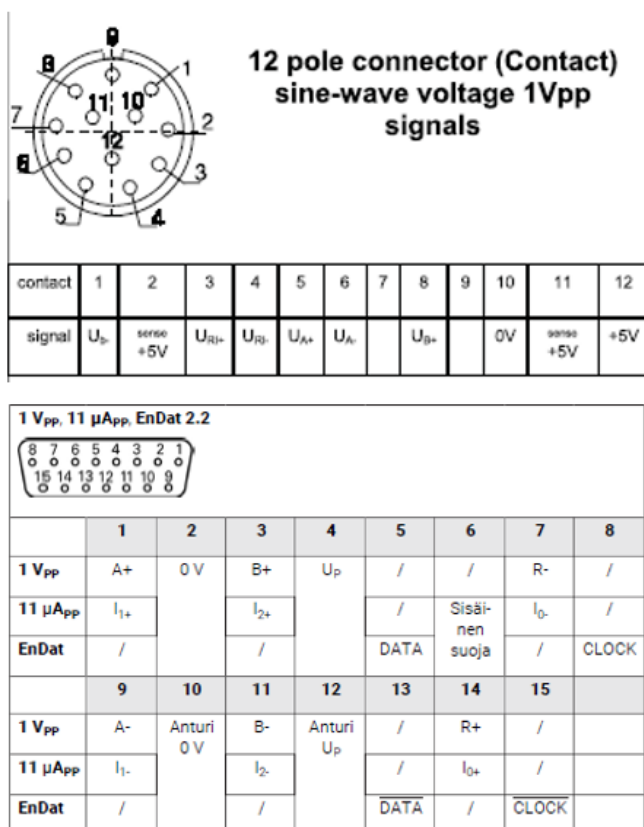 12 pole connector (Contact)
sine-wave voltage 1Vpp
signals
9
8 1
11 10
7 2
12
6 3
5 4
contact 1 2 3 4 5 6 7 8 9 10 11 12
signal U sense +5V URI+ URI- UA+ UA- UB+ 0V sense +5V +5V
1 VPP, 11 µAPP, EnDat 2.2
8 7 6 5 4 3 2 1
15 14 13 12 11 10 9
1 2 3 4 5 6 7 8
1 VPP A+ 0 V B+ UP / / R- /
11 µAPP I1+ I2+ / Sisäi-nen suoja I0- /
EnDat / / DATA / CLOCK
9 10 11 12 13 14 15
1 VPP A- Anturi 0 V B- Anturi UP / R+ /
11 µAPP I1- I2- / I0+ /
EnDat / / DATA / CLOCK